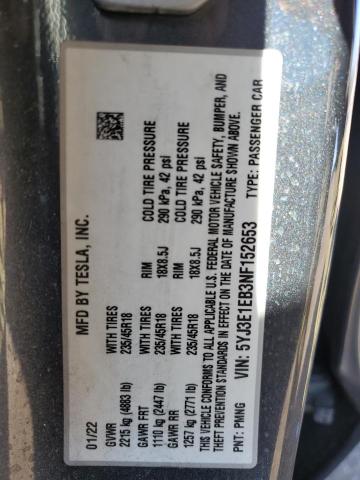 MFD BY TESLA, INC.
01/22
GVWR WITH TIRES RIM COLD TIRE PRESSURE
2215 kg (4883 lb) 235/45R18 18X8.5J 290 kPa, 42 psi
GAWR FRT WITH TIRES RIM COLD TIRE PRESSURE
1110 kg (2447 lb) 235/45R18 18X8.5J 290 kPa, 42 psi
GAWR RR
1257 kg (2771 lb)
THIS VEHICLE CONFORMS TO ALL APPLICABLE U.S. FEDERAL MOTOR VEHICLE SAFETY, BUMPER, AND
THEFT PREVENTION STANDARDS IN EFFECT ON THE DATE OF MANUFACTURE SHOWN ABOVE.
VIN: 5YJ3E1EB3NF152653
PNT: PMNG TYPE: PASSENGER CAR